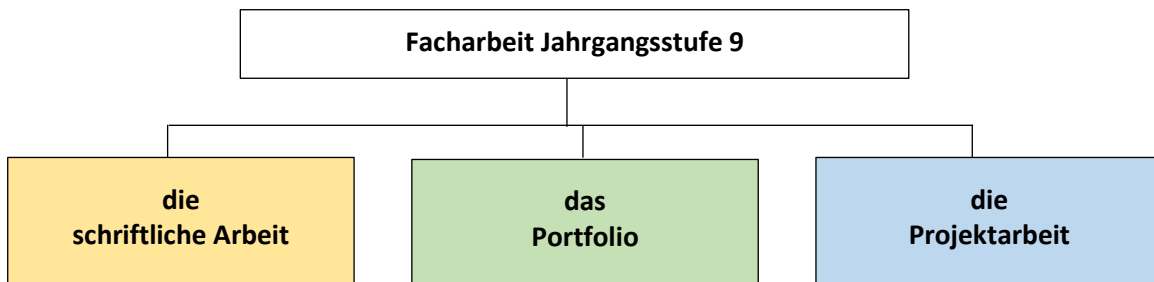 Facharbeit Jahrgangsstufe 9
die
schriftliche Arbeit
das
Portfolio
die
Projektarbeit